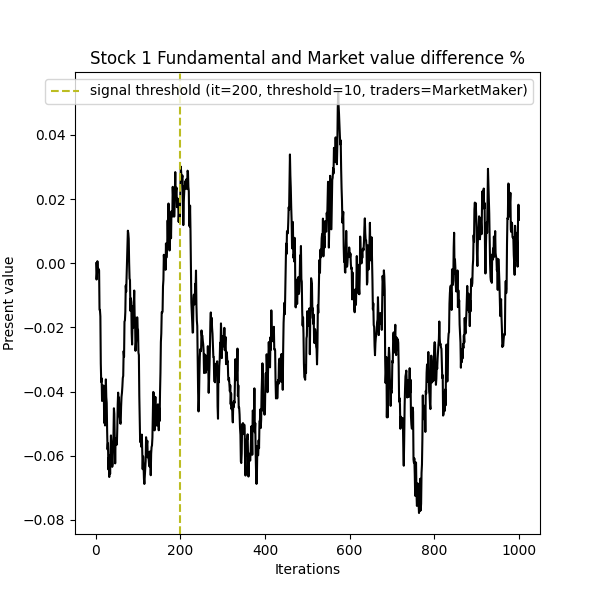 Stock 1 Fundamental and Market value difference %
signal threshold (it=200, threshold=10, traders=MarketMaker)
0.04
0.02
0.00
−0.02
−0.04
−0.06
−0.08
Present value
0 200 400 600 800 1000
Iterations